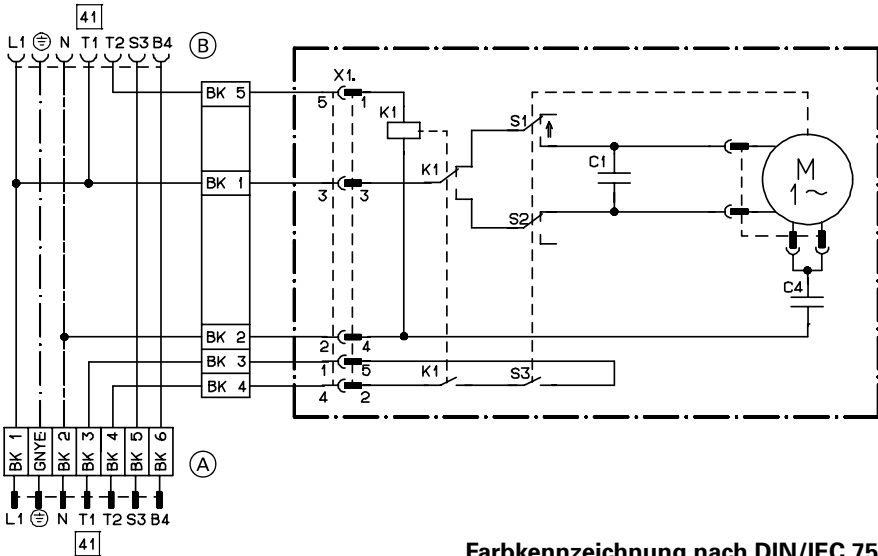 41
L1 N T1 T2 S3 B4 B
X1.
BK 5 5 1
K1
S1
C1
M
1~
BK 1 3 3 K1
S2
C4
BK 2 2 4
BK 3 1 5 K1 S3
BK 4 4 2
BK 1 GNYE BK 2 BK 3 BK 4 BK 5 BK 6 A
L1 N T1 T2 S3 B4
41
Farbkennzeichnung nach DIN/IEC 75